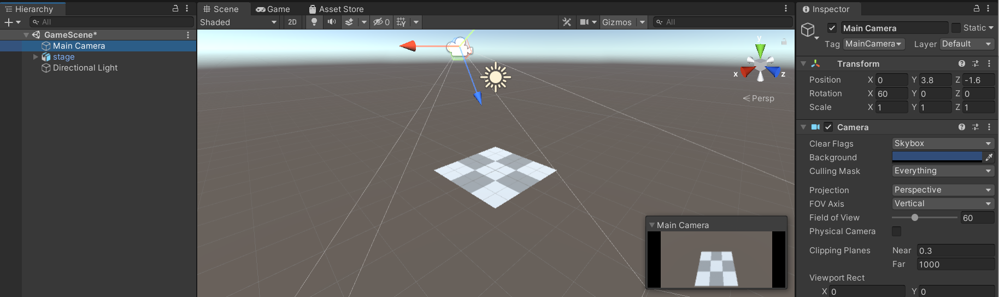 Hierarchy
All
GameScene*
Main Camera
stage
Directional Light
Scene
Game
Asset Store
Shaded
2D
0
Gizmos
All
y
x
z
Persp
Main Camera
Inspector
Main Camera
Static
Tag MainCamera Layer Default
Transform
Position X 0 Y 3.8 Z -1.6
Rotation X 60 Y 0 Z 0
Scale X 1 Y 1 Z 1
Camera
Clear Flags Skybox
Background
Culling Mask Everything
Projection Perspective
FOV Axis Vertical
Field of View 60
Physical Camera
Clipping Planes Near 0.3
Far 1000
Viewport Rect
X 0 Y 0